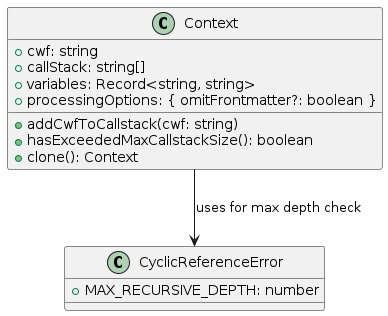 C Context
+ cwf: string
+ callStack: string[]
+ variables: Record<string, string>
+ processingOptions: { omitFrontmatter?: boolean }
+addCwfToCallstack(cwf: string)
+hasExceededMaxCallstackSize(): boolean
+clone(): Context
uses for max depth check
C CyclicReferenceError
+ MAX_RECURSIVE_DEPTH: number